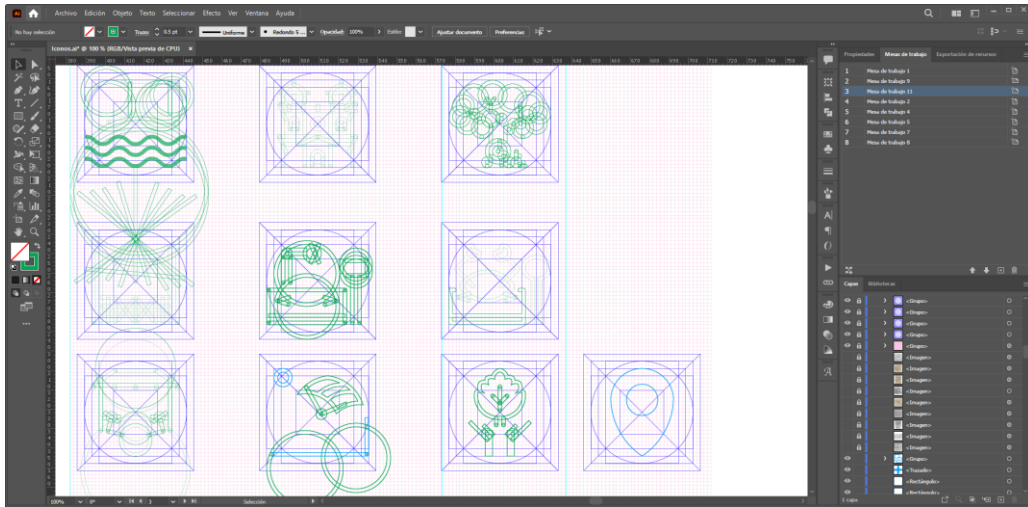 Archivo Edición Objeto Texto Seleccionar Efecto Ver Ventana Ayuda
No hay selección Trazo: 0.5 pt Uniforme Redondo 5 ... Opacidad: 100% Estilo: Ajustar documento Preferencias
Iconos.ai* @ 100 % (RGB/Vista previa de CPU) ×
Propiedades Mesas de trabajo Exportación de recursos
1 Mesa de trabajo 1
2 Mesa de trabajo 9
3 Mesa de trabajo 11
4 Mesa de trabajo 2
5 Mesa de trabajo 4
6 Mesa de trabajo 5
7 Mesa de trabajo 7
8 Mesa de trabajo 8
Capas Bibliotecas
<Grupo>
<Grupo>
<Grupo>
<Grupo>
<Grupo>
<Imagen>
<Imagen>
<Imagen>
<Imagen>
<Imagen>
<Imagen>
<Imagen>
<Imagen>
<Imagen>
<Grupo>
<Trazado>
<Rectángulo>
<Rectángulo>
1 capa
100% 0° 3 Selección